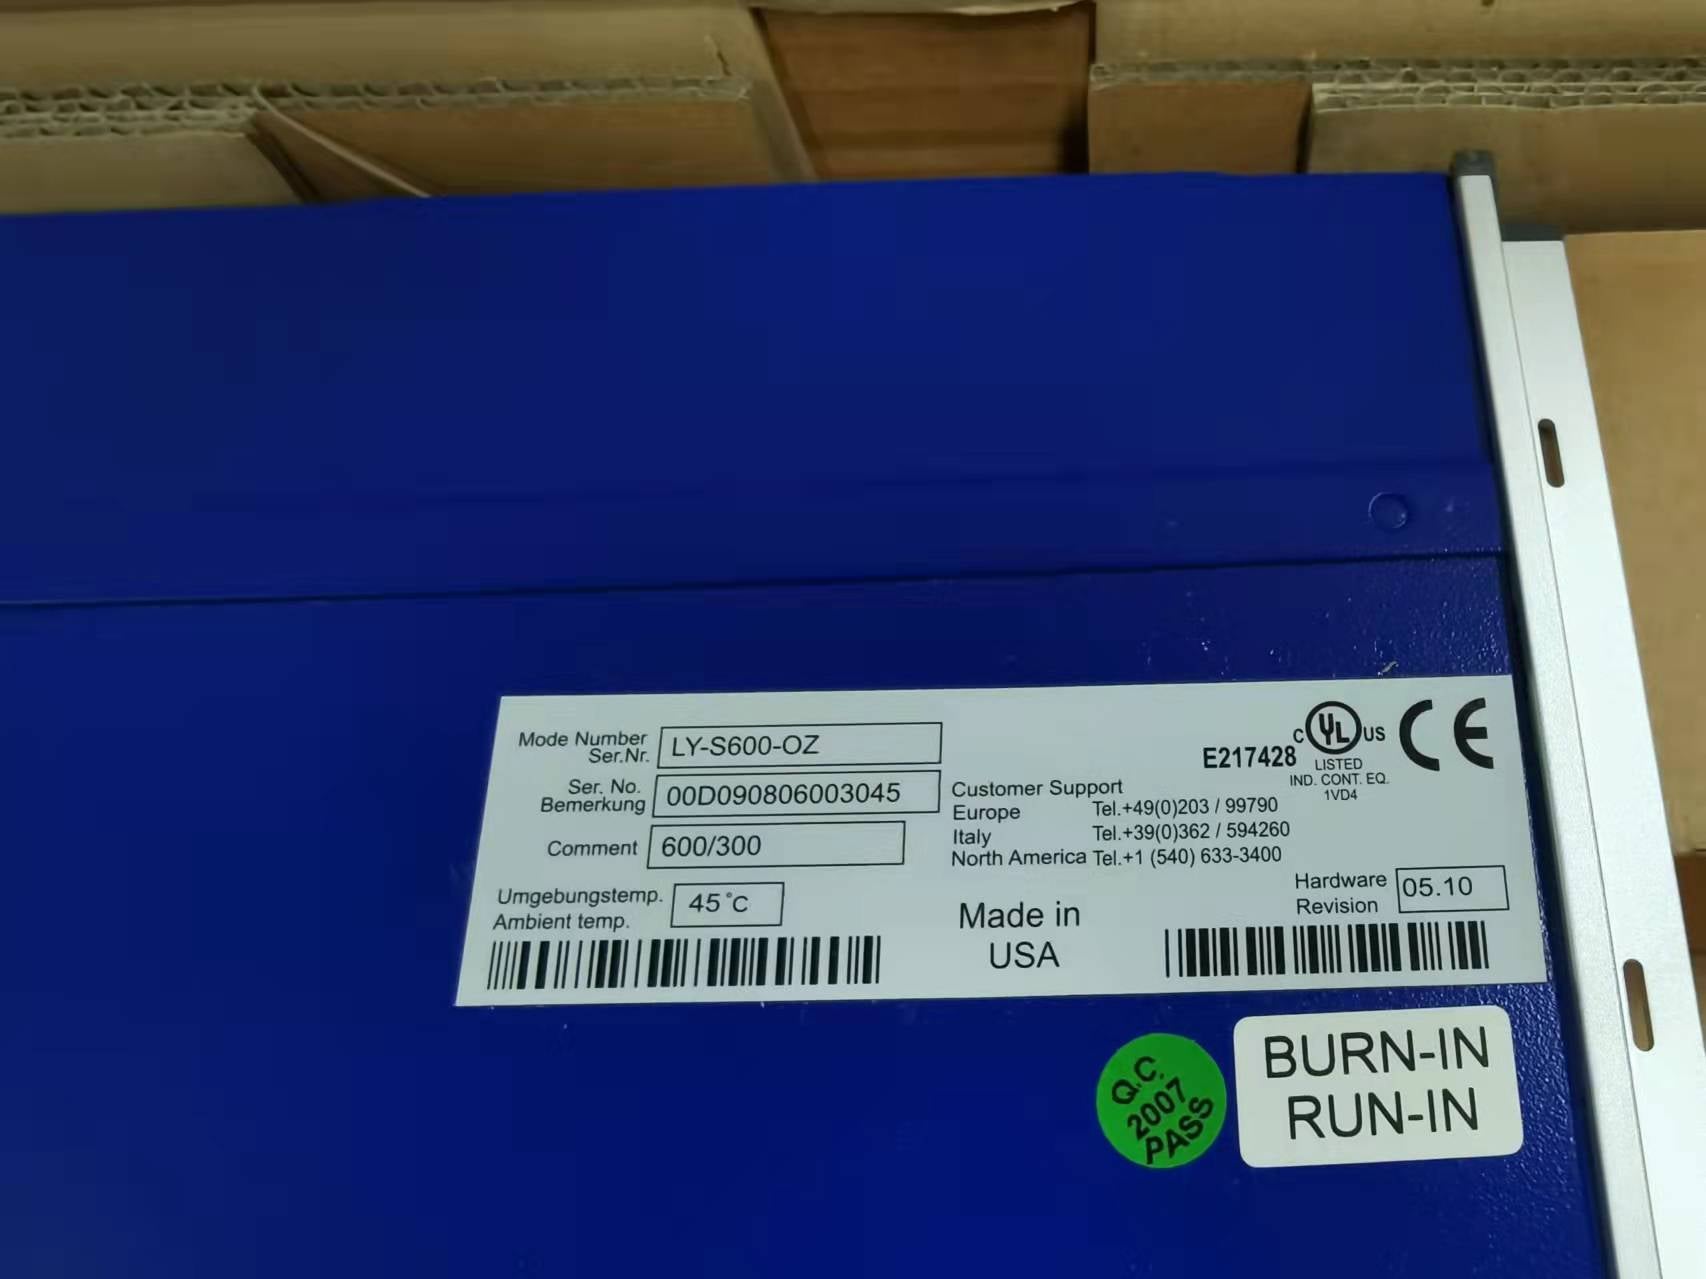 Mode Number
Ser.Nr.
LY-S600-OZ
Ser. No.
Bemerkung
00D090806003045
Comment
600/300
Umgebungstemp.
Ambient temp.
45°C
Customer Support
Europe Tel.+49(0)203 / 99790
Italy Tel.+39(0)362 / 594260
North America Tel.+1 (540) 633-3400
Made in
USA
E217428
C UL US
LISTED
IND. CONT. EQ.
1VD4
CE
Hardware
Revision
05.10
Q.C.
2007
PASS
BURN-IN
RUN-IN